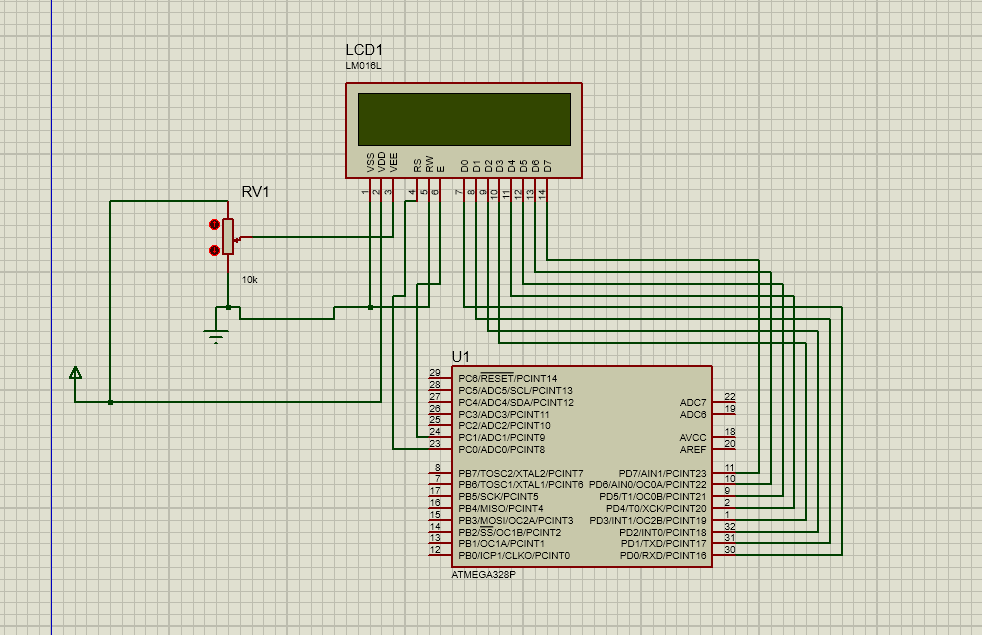 LCD1
LM016L
VSS VDD VEE RS RW E D0 D1 D2 D3 D4 D5 D6 D7
1 2 3 4 5 6 7 8 9 10 11 12 13 14
RV1
10k
U1
29 PC6/RESET/PCINT14
28 PC5/ADC5/SCL/PCINT13
27 PC4/ADC4/SDA/PCINT12 ADC7 22
26 PC3/ADC3/PCINT11 ADC6 19
25 PC2/ADC2/PCINT10
24 PC1/ADC1/PCINT9 AVCC 18
23 PC0/ADC0/PCINT8 AREF 20
8 PB7/TOSC2/XTAL2/PCINT7 PD7/AIN1/PCINT23 11
7 PB6/TOSC1/XTAL1/PCINT6 PD6/AIN0/OC0A/PCINT22 10
17 PB5/SCK/PCINT5 PD5/T1/OC0B/PCINT21 9
16 PB4/MISO/PCINT4 PD4/T0/XCK/PCINT20 2
15 PB3/MOSI/OC2A/PCINT3 PD3/INT1/OC2B/PCINT19 1
14 PB2/SS/OC1B/PCINT2 PD2/INT0/PCINT18 32
13 PB1/OC1A/PCINT1 PD1/TXD/PCINT17 31
12 PB0/ICP1/CLKO/PCINT0 PD0/RXD/PCINT16 30
ATMEGA328P